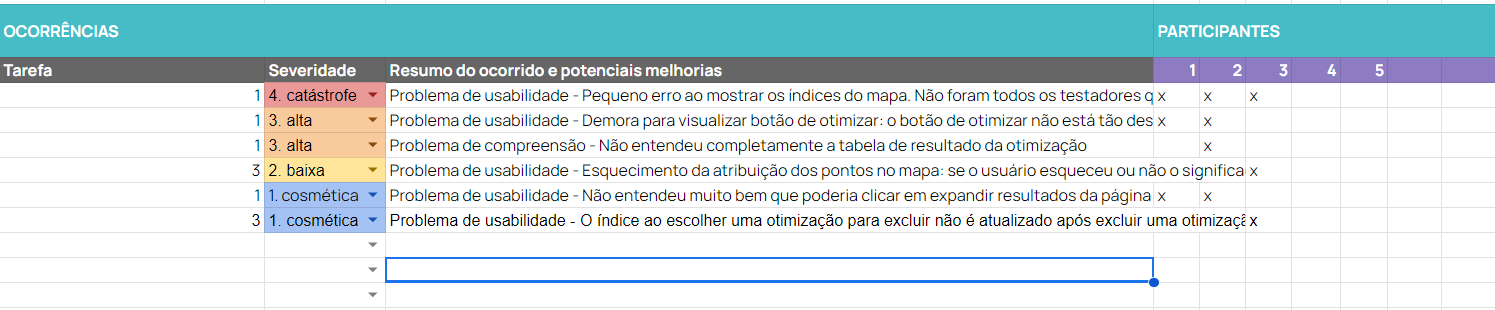 OCORRÊNCIAS PARTICIPANTES
Tarefa Severidade Resumo do ocorrido e potenciais melhorias 1 2 3 4 5
1 4. catástrofe Problema de usabilidade - Pequeno erro ao mostrar os índices do mapa. Não foram todos os testadores q x x x
1 3. alta Problema de usabilidade - Demora para visualizar botão de otimizar: o botão de otimizar não está tão des x x
1 3. alta Problema de compreensão - Não entendeu completamente a tabela de resultado da otimização x
3 2. baixa Problema de usabilidade - Esquecimento da atribuição dos pontos no mapa: se o usuário esqueceu ou não o significa x
1 1. cosmética Problema de usabilidade - Não entendeu muito bem que poderia clicar em expandir resultados da página x x
3 1. cosmética Problema de usabilidade - O índice ao escolher uma otimização para excluir não é atualizado após excluir uma otimizaçã x